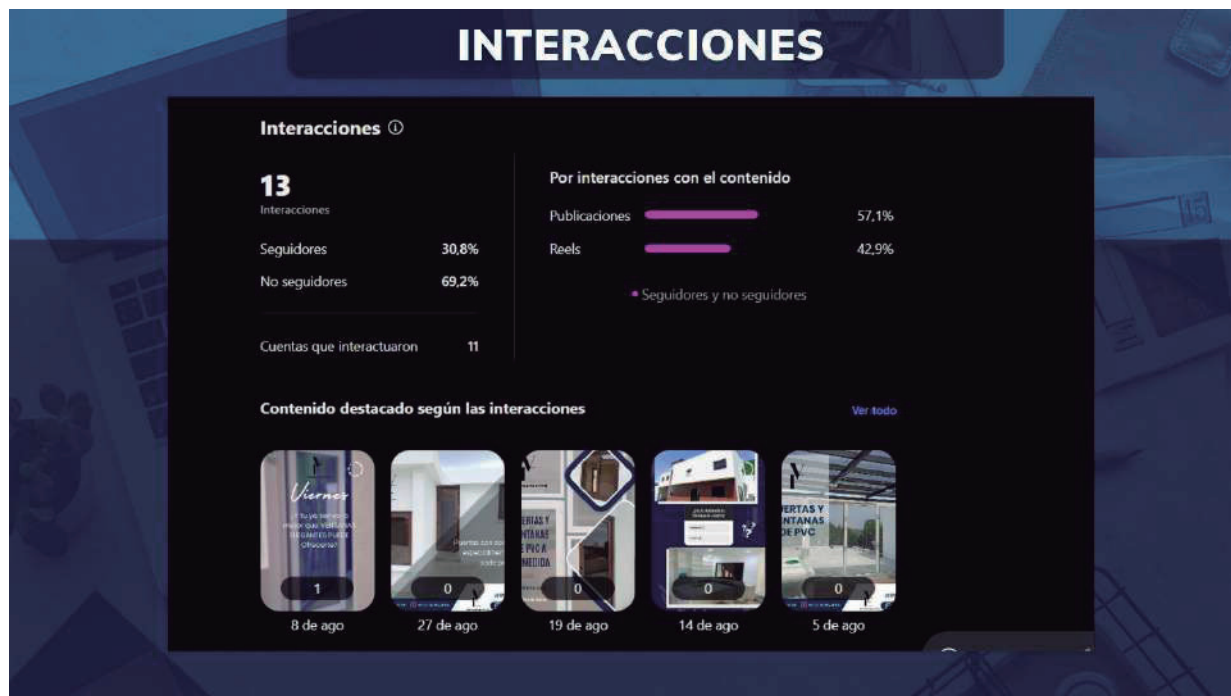 INTERACCIONES
Interacciones
13
Interacciones
Seguidores 30,8%
No seguidores 69,2%
Cuentas que interactuaron 11
Por interacciones con el contenido
Publicaciones 57,1%
Reels 42,9%
Seguidores y no seguidores
Contenido destacado según las interacciones
Ver todo
Viernes
1
8 de ago
0
27 de ago
0
19 de ago
0
14 de ago
DE PVC
0
5 de ago